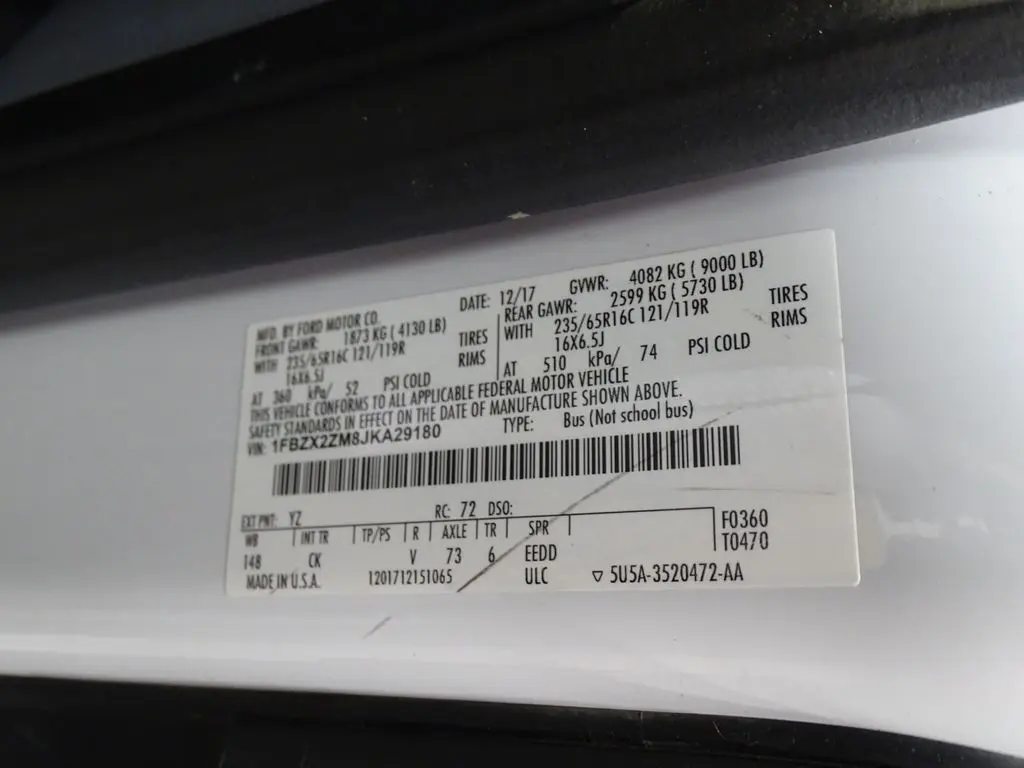 MFD. BY FORD MOTOR CO. DATE: 12/17 GVWR: 4082 KG ( 9000 LB)
FRONT GAWR: 1873 KG ( 4130 LB) REAR GAWR: 2599 KG ( 5730 LB)
WITH 235/65R16C 121/119R TIRES WITH 235/65R16C 121/119R TIRES
16X6.5J RIMS 16X6.5J RIMS
AT 360 kPa/ 52 PSI COLD AT 510 kPa/ 74 PSI COLD
THIS VEHICLE CONFORMS TO ALL APPLICABLE FEDERAL MOTOR VEHICLE
SAFETY STANDARDS IN EFFECT ON THE DATE OF MANUFACTURE SHOWN ABOVE.
VIN: 1FBZX2ZM8JKA29180 TYPE: Bus (Not school bus)
EXT PNT: YZ RC: 72 DSO:
WB INT TR TP/PS R AXLE TR SPR F0360
148 CK V 73 6 EEDD T0470
MADE IN U.S.A. 1201712151065 ULC ▽ 5U5A-3520472-AA